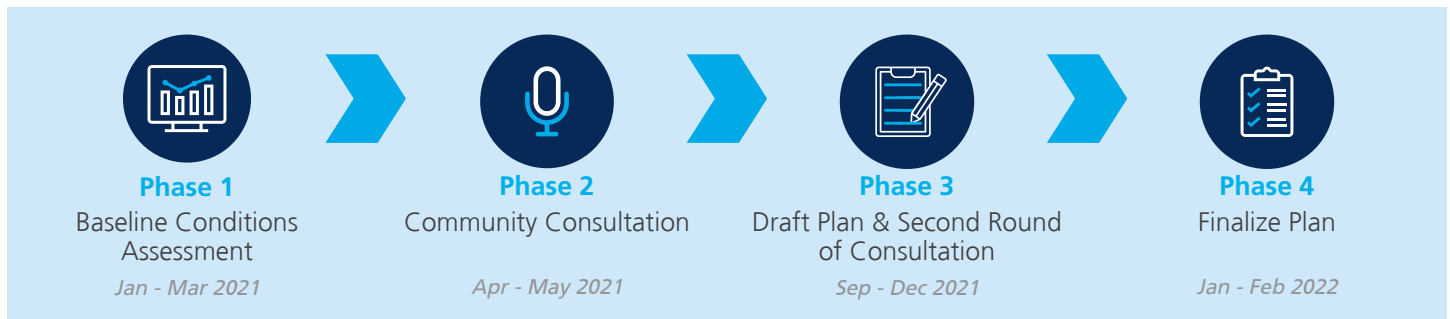 Phase 1
Baseline Conditions
Assessment
Jan - Mar 2021
Phase 2
Community Consultation
Apr - May 2021
Phase 3
Draft Plan & Second Round
of Consultation
Sep - Dec 2021
Phase 4
Finalize Plan
Jan - Feb 2022